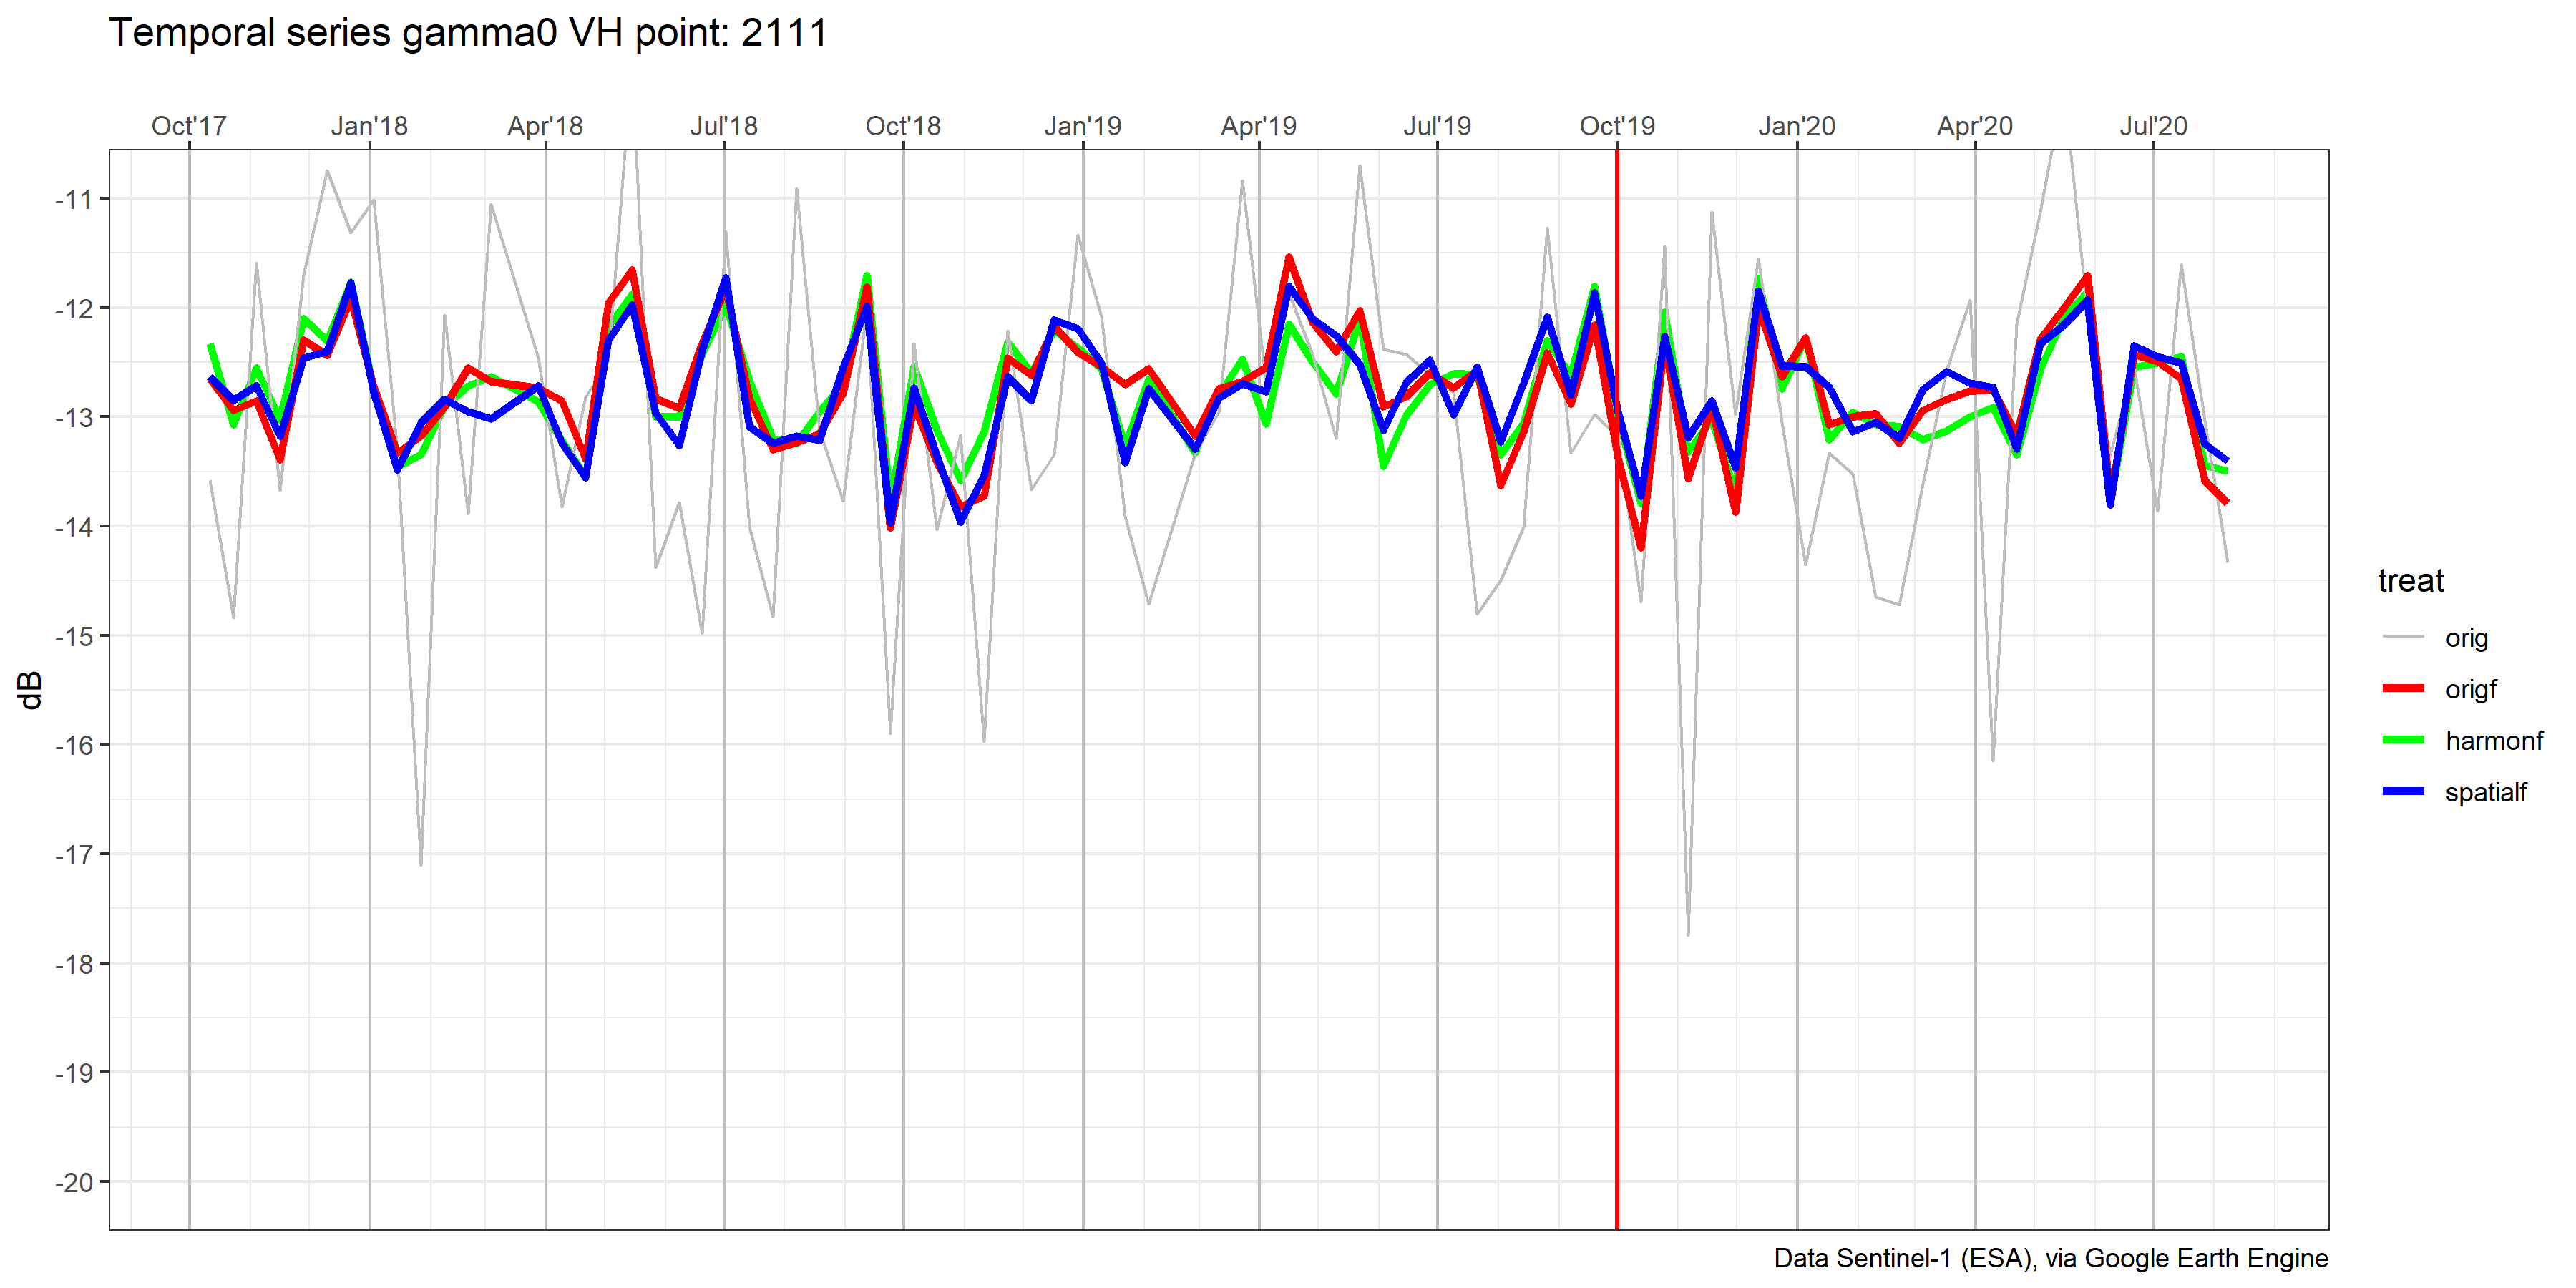 Temporal series gamma0 VH point: 2111
Oct'17 Jan'18 Apr'18 Jul'18 Oct'18 Jan'19 Apr'19 Jul'19 Oct'19 Jan'20 Apr'20 Jul'20
-11
-12
-13
-14
-15
-16
-17
-18
-19
-20
dB
treat
orig
origf
harmonf
spatialf
Data Sentinel-1 (ESA), via Google Earth Engine